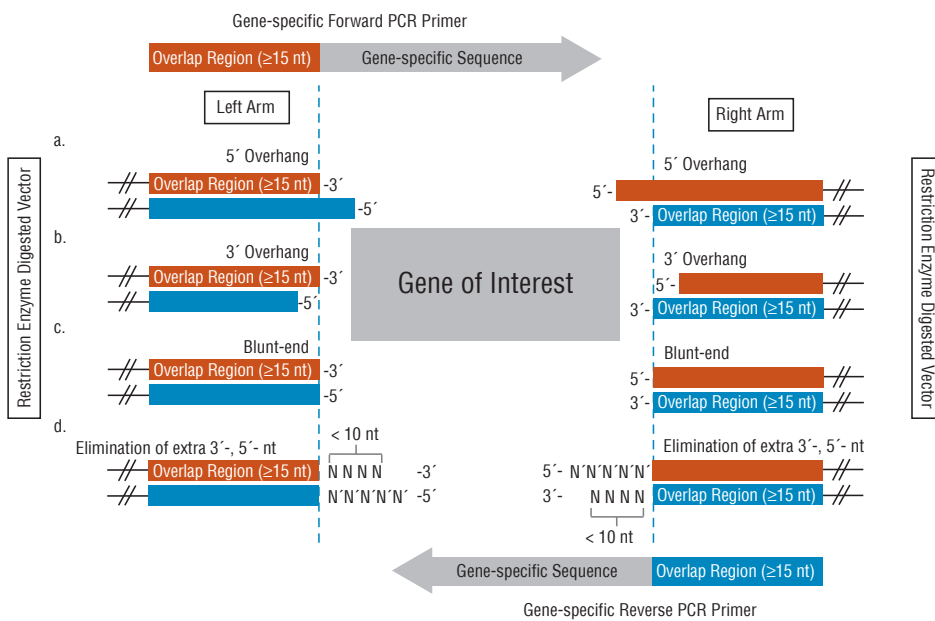 Gene-specific Forward PCR Primer
Overlap Region (≥15 nt) Gene-specific Sequence
Left Arm
Right Arm
Restriction Enzyme Digested Vector
Restriction Enzyme Digested Vector
a.
5´ Overhang
5´ Overhang
Overlap Region (≥15 nt) -3´
-5´
5´-
3´- Overlap Region (≥15 nt)
b.
3´ Overhang
3´ Overhang
Overlap Region (≥15 nt) -3´
-5´
5´-
3´- Overlap Region (≥15 nt)
Gene of Interest
c.
Blunt-end
Blunt-end
Overlap Region (≥15 nt) -3´
-5´
5´-
3´- Overlap Region (≥15 nt)
d.
Elimination of extra 3´-, 5´- nt
< 10 nt
Elimination of extra 3´-, 5´- nt
Overlap Region (≥15 nt) N N N N -3´
N´N´N´N´N´ -5´
5´- N´N´N´N´N´
3´- N N N N Overlap Region (≥15 nt)
< 10 nt
Gene-specific Sequence Overlap Region (≥15 nt)
Gene-specific Reverse PCR Primer